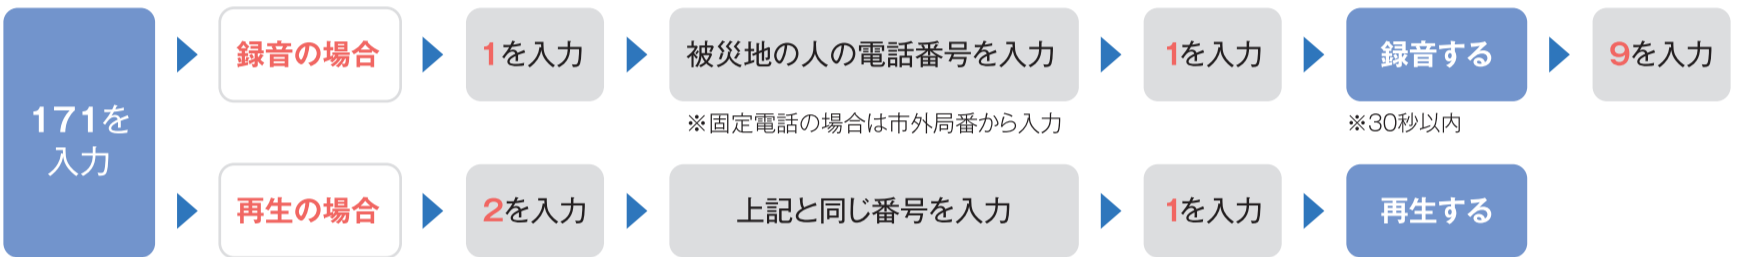 171を
入力
録音の場合
1を入力
被災地の人の電話番号を入力
※固定電話の場合は市外局番から入力
1を入力
録音する
※30秒以内
9を入力
再生の場合
2を入力
上記と同じ番号を入力
1を入力
再生する